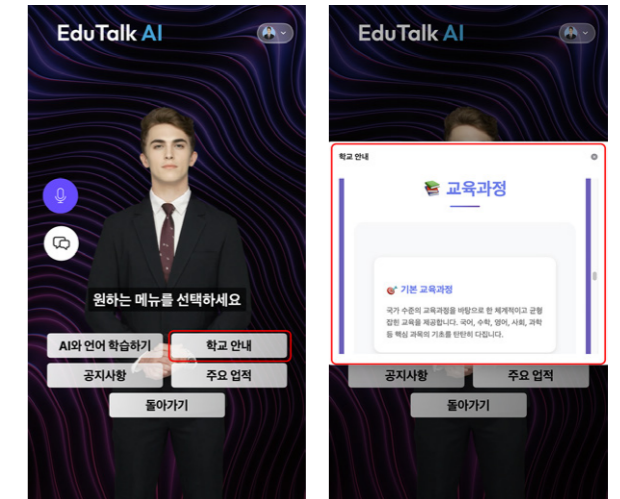 EduTalk AI
원하는 메뉴를 선택하세요
AI와 언어 학습하기
학교 안내
공지사항
주요 업적
돌아가기
EduTalk AI
학교 안내
교육과정
기본 교육과정
국가 수준의 교육과정을 바탕으로 한 체계적이고 균형
잡힌 교육을 제공합니다. 국어, 수학, 영어, 사회, 과학
등 핵심 과목의 기초를 탄탄히 다집니다.
공지사항
주요 업적
돌아가기